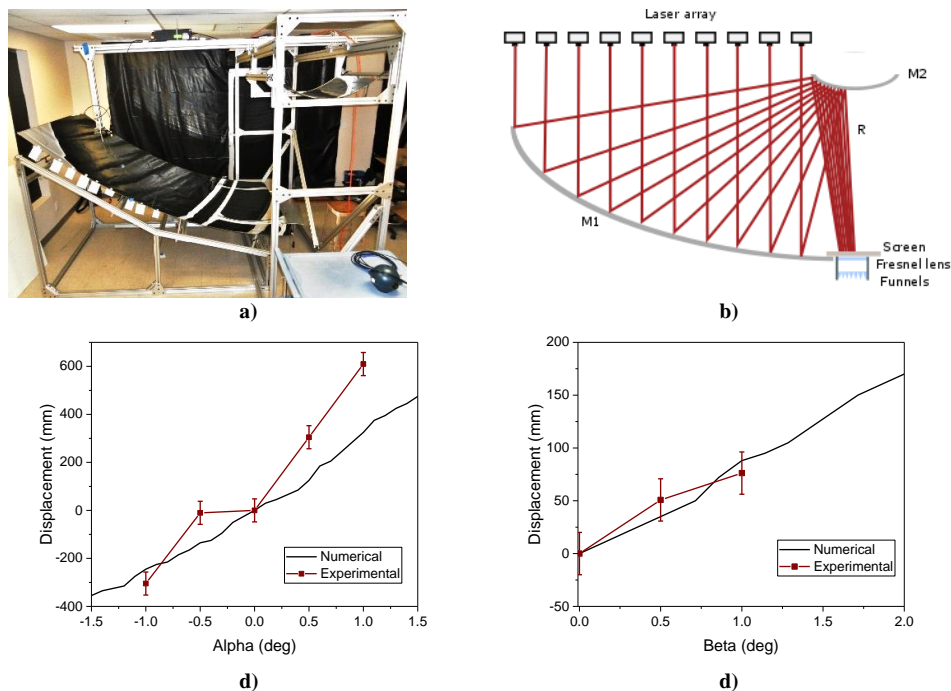 Laser array
M2
R
M1
Screen
Fresnel lens
Funnels
a)
b)
600
400
200
0
-200
-400
-1.5
-1.0
-0.5
0.0
0.5
1.0
1.5
Displacement (mm)
Alpha (deg)
Numerical
Experimental
d)
200
150
100
50
0
-50
0.0
0.5
1.0
1.5
2.0
Displacement (mm)
Beta (deg)
Numerical
Experimental
d)